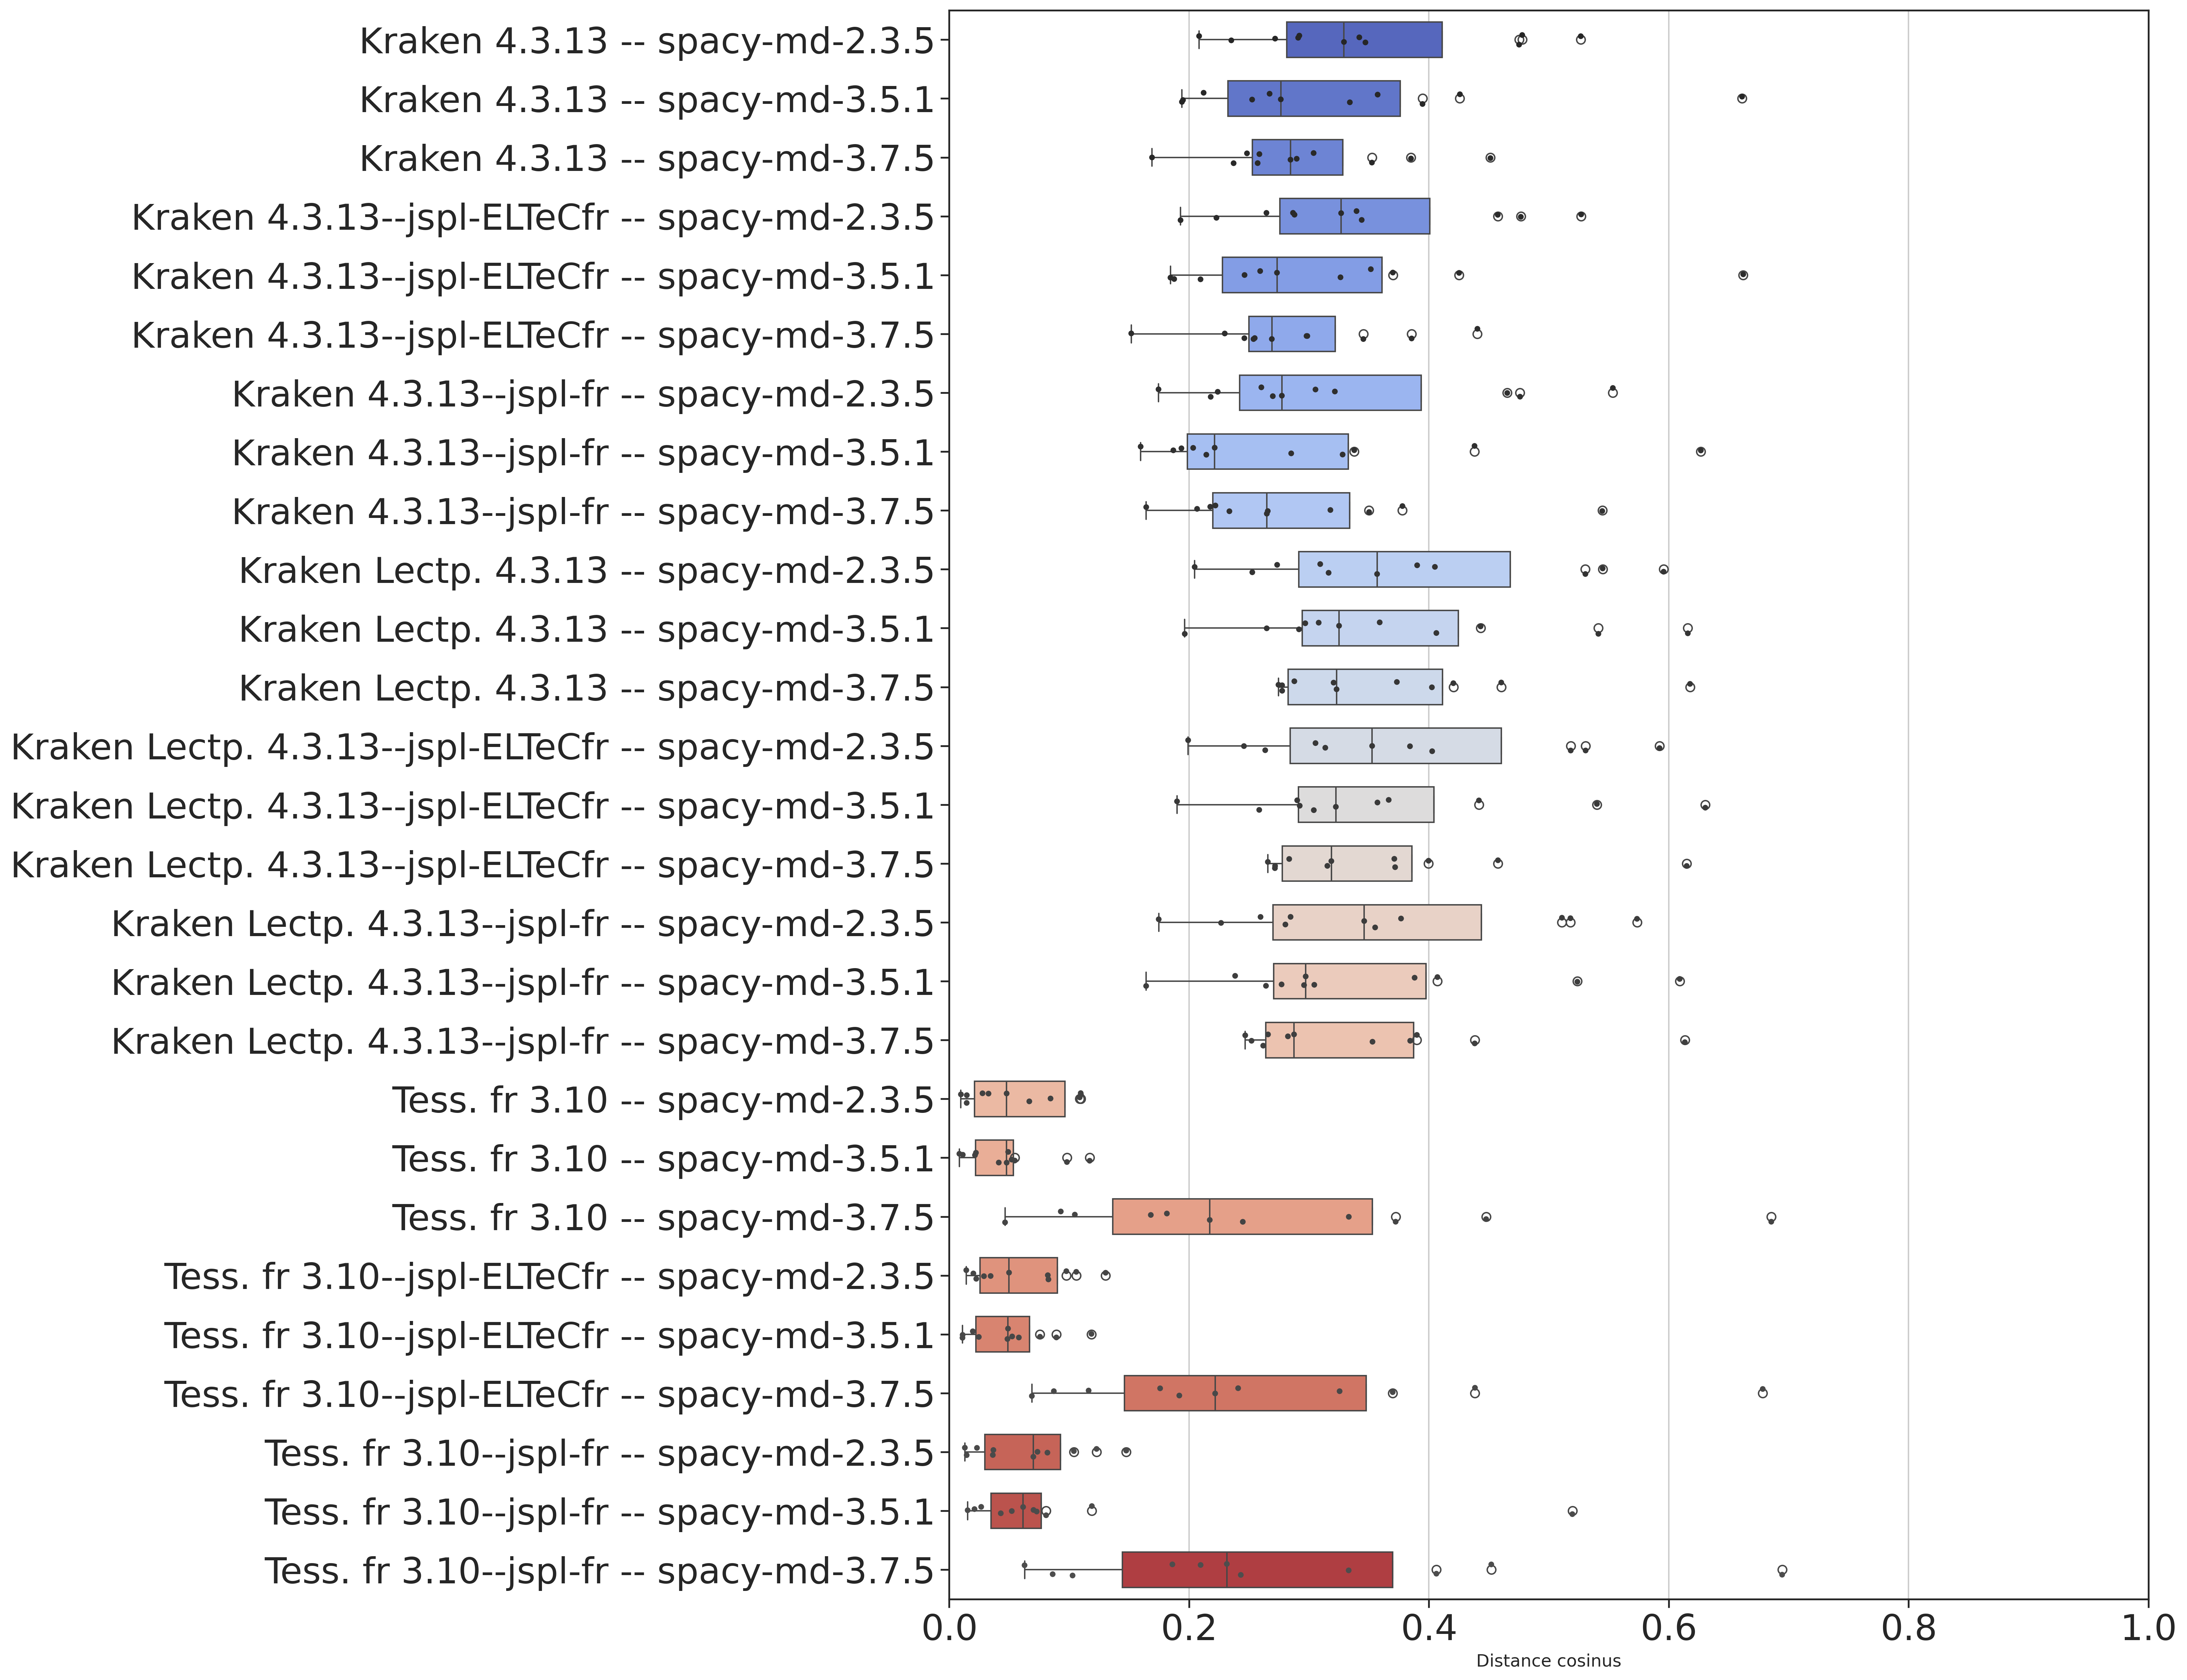 Kraken 4.3.13 -- spacy-md-2.3.5
Kraken 4.3.13 -- spacy-md-3.5.1
Kraken 4.3.13 -- spacy-md-3.7.5
Kraken 4.3.13--jspl-ELTeCfr -- spacy-md-2.3.5
Kraken 4.3.13--jspl-ELTeCfr -- spacy-md-3.5.1
Kraken 4.3.13--jspl-ELTeCfr -- spacy-md-3.7.5
Kraken 4.3.13--jspl-fr -- spacy-md-2.3.5
Kraken 4.3.13--jspl-fr -- spacy-md-3.5.1
Kraken 4.3.13--jspl-fr -- spacy-md-3.7.5
Kraken Lectp. 4.3.13 -- spacy-md-2.3.5
Kraken Lectp. 4.3.13 -- spacy-md-3.5.1
Kraken Lectp. 4.3.13 -- spacy-md-3.7.5
Kraken Lectp. 4.3.13--jspl-ELTeCfr -- spacy-md-2.3.5
Kraken Lectp. 4.3.13--jspl-ELTeCfr -- spacy-md-3.5.1
Kraken Lectp. 4.3.13--jspl-ELTeCfr -- spacy-md-3.7.5
Kraken Lectp. 4.3.13--jspl-fr -- spacy-md-2.3.5
Kraken Lectp. 4.3.13--jspl-fr -- spacy-md-3.5.1
Kraken Lectp. 4.3.13--jspl-fr -- spacy-md-3.7.5
Tess. fr 3.10 -- spacy-md-2.3.5
Tess. fr 3.10 -- spacy-md-3.5.1
Tess. fr 3.10 -- spacy-md-3.7.5
Tess. fr 3.10--jspl-ELTeCfr -- spacy-md-2.3.5
Tess. fr 3.10--jspl-ELTeCfr -- spacy-md-3.5.1
Tess. fr 3.10--jspl-ELTeCfr -- spacy-md-3.7.5
Tess. fr 3.10--jspl-fr -- spacy-md-2.3.5
Tess. fr 3.10--jspl-fr -- spacy-md-3.5.1
Tess. fr 3.10--jspl-fr -- spacy-md-3.7.5
0.0 0.2 0.4 0.6 0.8 1.0
Distance cosinus